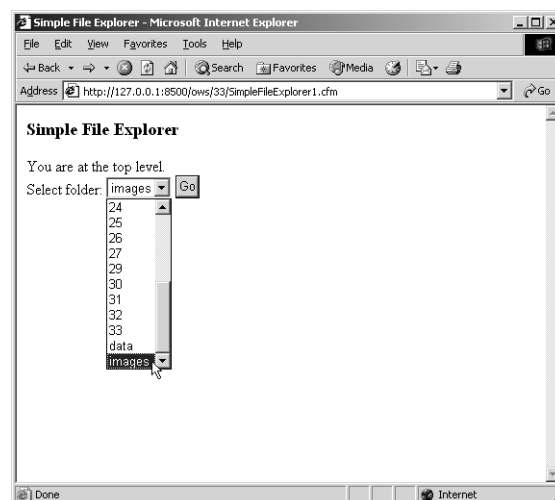 Simple File Explorer - Microsoft Internet Explorer
File Edit View Favorites Tools Help
Back Search Favorites Media
Address http://127.0.0.1:8500/ows/33/SimpleFileExplorer1.cfm Go
Simple File Explorer
You are at the top level.
Select folder: images Go
24
25
26
27
29
30
31
32
33
data
images
Done Internet